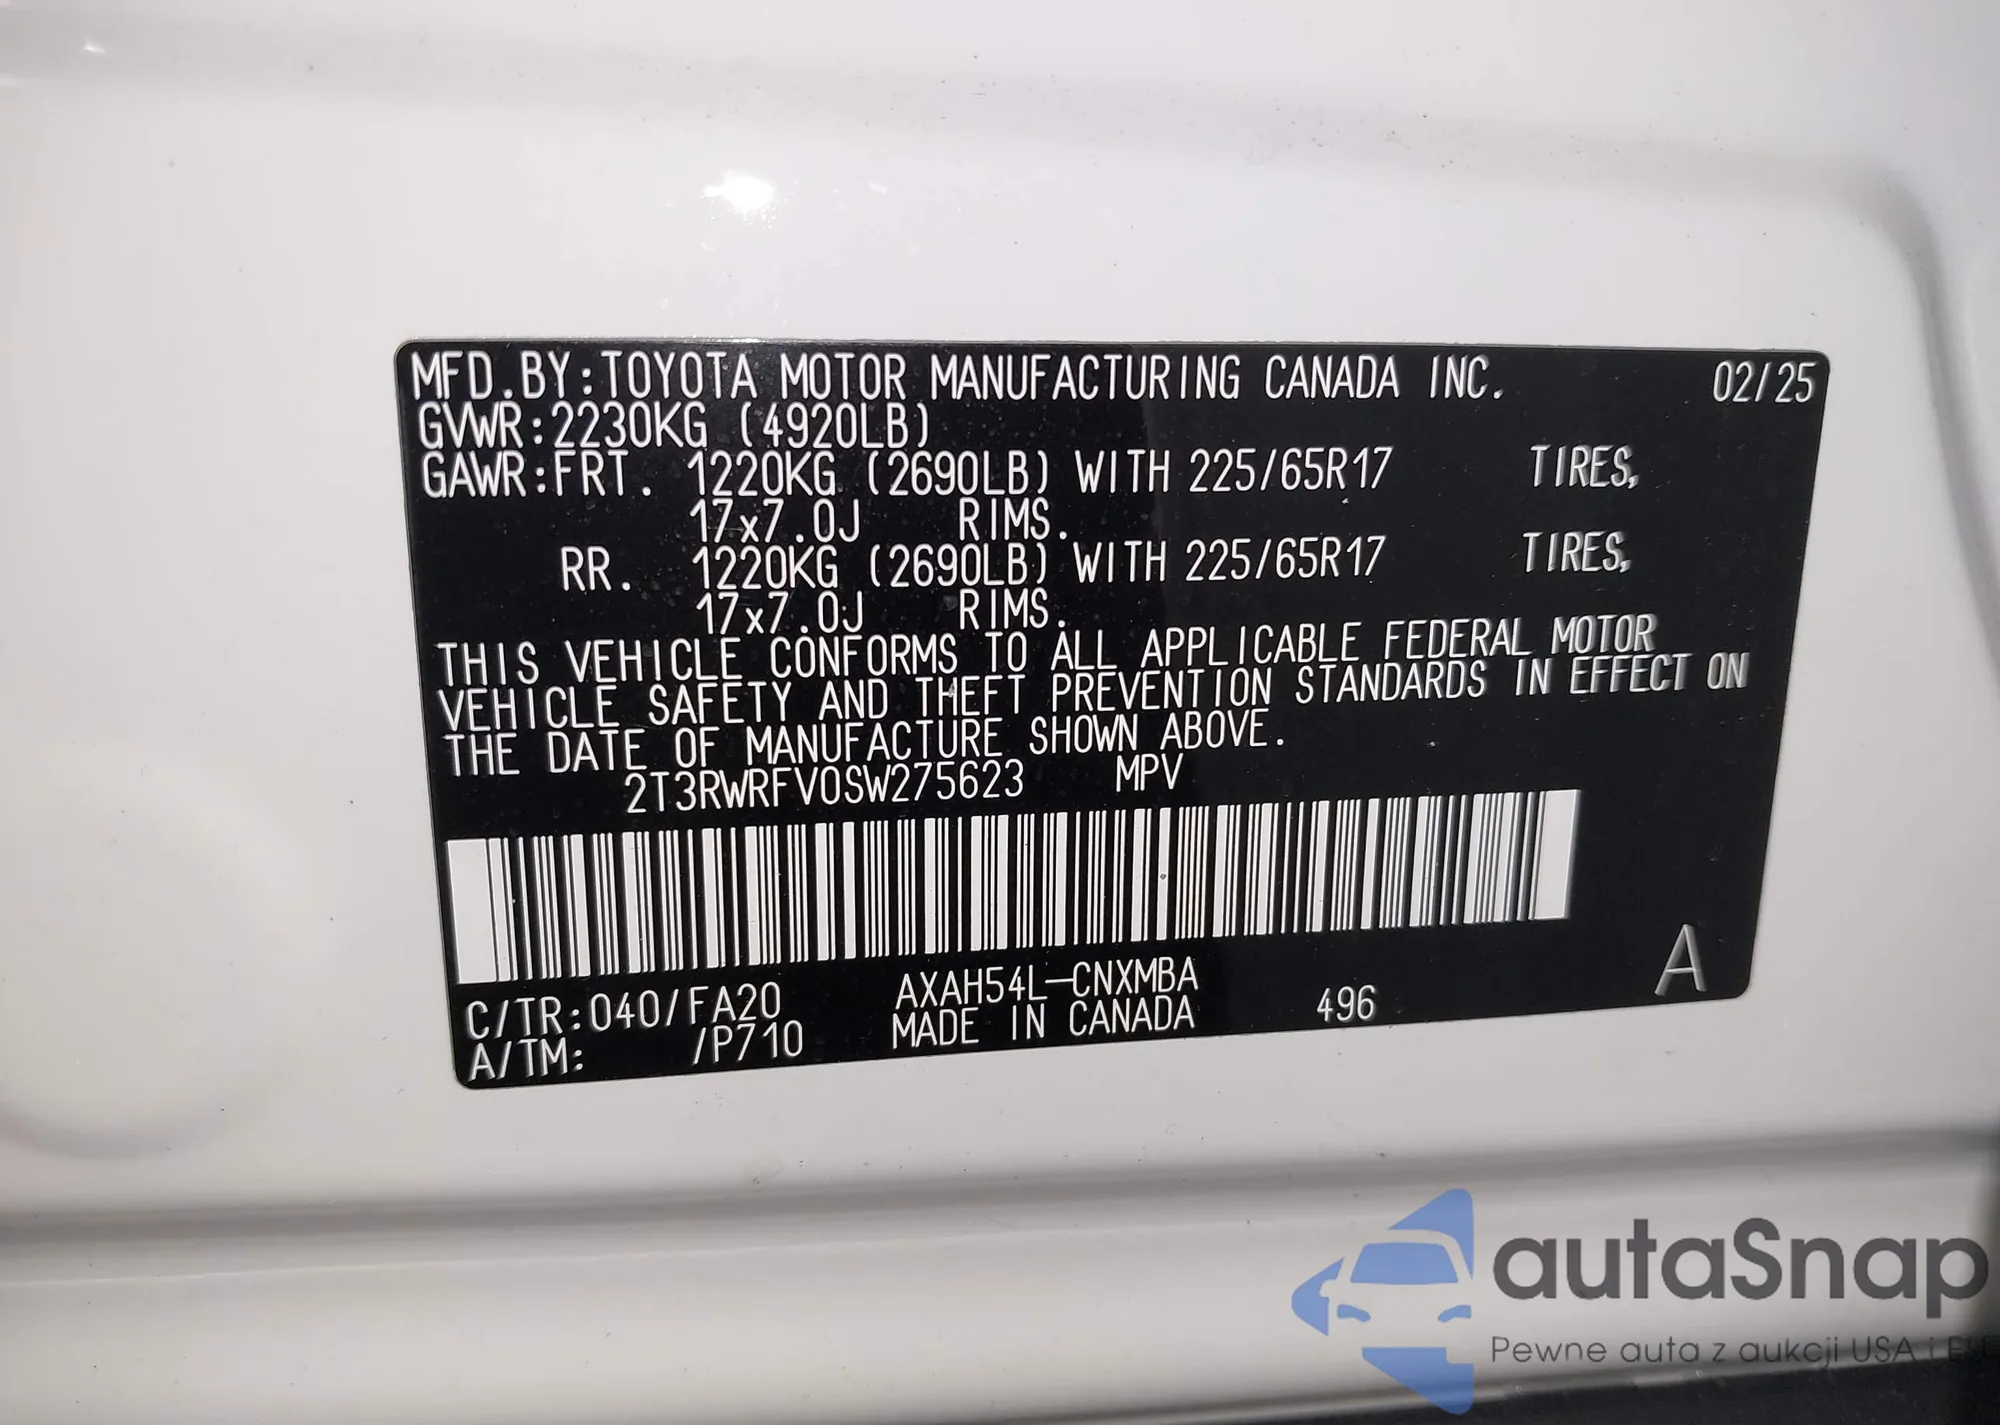 MFD.BY:TOYOTA MOTOR MANUFACTURING CANADA INC. 02/25
GVWR:2230KG (4920LB)
GAWR:FRT. 1220KG (2690LB) WITH 225/65R17 TIRES,
17x7.0J RIMS.
RR. 1220KG (2690LB) WITH 225/65R17 TIRES,
17x7.0J RIMS.
THIS VEHICLE CONFORMS TO ALL APPLICABLE FEDERAL MOTOR
VEHICLE SAFETY AND THEFT PREVENTION STANDARDS IN EFFECT ON
THE DATE OF MANUFACTURE SHOWN ABOVE.
2T3RWRFV0SW275623 MPV
C/TR:040/FA20 AXAH54L-CNXMBA
A/TM: /P710 MADE IN CANADA 496 A
autaSnap
Pewne auta z aukcji USA i EU